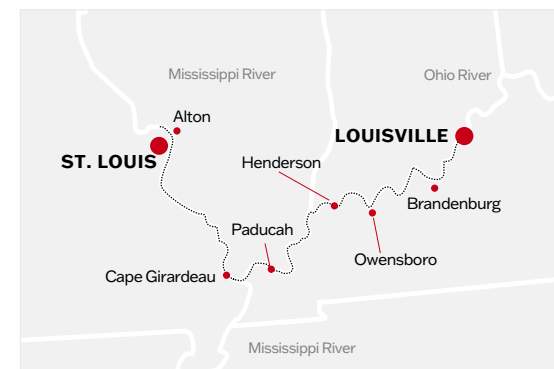 Mississippi River
Ohio River
Alton
LOUISVILLE
ST. LOUIS
Henderson
Brandenburg
Paducah
Owensboro
Cape Girardeau
Mississippi River